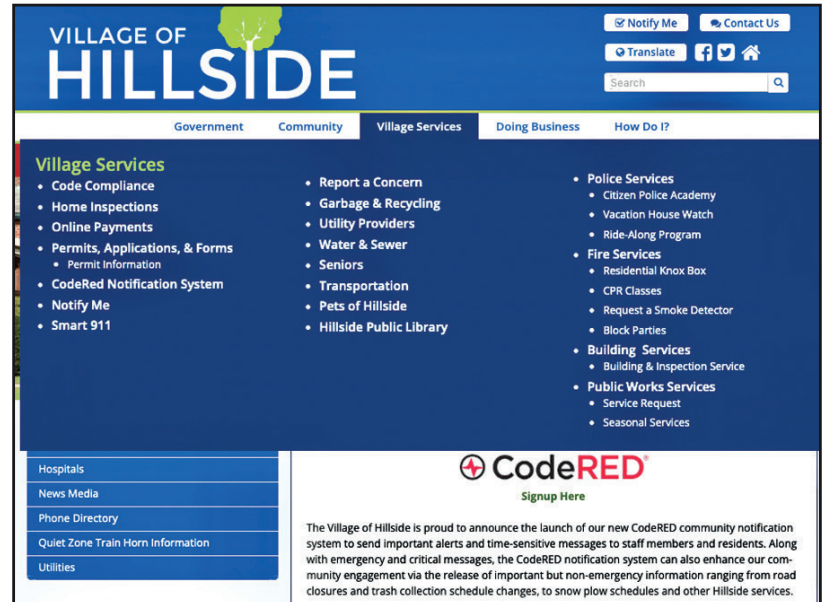 VILLAGE OF
HILLSIDE
Notify Me
Contact Us
Translate
Search
Government
Community
Village Services
Doing Business
How Do I?
Village Services
• Code Compliance
• Home Inspections
• Online Payments
• Permits, Applications, & Forms
• Permit Information
• CodeRed Notification System
• Notify Me
• Smart 911
• Report a Concern
• Garbage & Recycling
• Utility Providers
• Water & Sewer
• Seniors
• Transportation
• Pets of Hillside
• Hillside Public Library
• Police Services
• Citizen Police Academy
• Vacation House Watch
• Ride-Along Program
• Fire Services
• Residential Knox Box
• CPR Classes
• Request a Smoke Detector
• Block Parties
• Building Services
• Building & Inspection Service
• Public Works Services
• Service Request
• Seasonal Services
Hospitals
News Media
Phone Directory
Quiet Zone Train Horn Information
Utilities
CodeRED®
Signup Here
The Village of Hillside is proud to announce the launch of our new CodeRED community notification
system to send important alerts and time-sensitive messages to staff members and residents. Along
with emergency and critical messages, the CodeRED notification system can also enhance our com-
munity engagement via the release of important but non-emergency information ranging from road
closures and trash collection schedule changes, to snow plow schedules and other Hillside services.